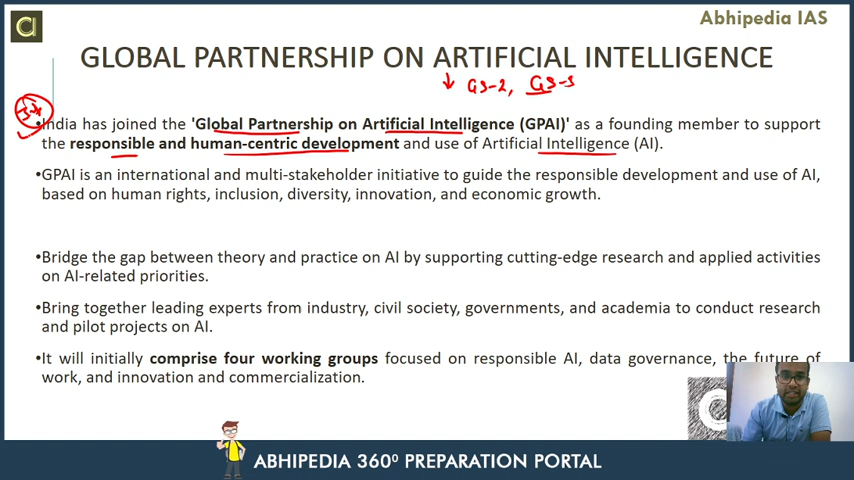 Abhipedia IAS
GLOBAL PARTNERSHIP ON ARTIFICIAL INTELLIGENCE
GS-2, GS-3
•India has joined the 'Global Partnership on Artificial Intelligence (GPAI)' as a founding member to support
the responsible and human-centric development and use of Artificial Intelligence (AI).
•GPAI is an international and multi-stakeholder initiative to guide the responsible development and use of AI,
based on human rights, inclusion, diversity, innovation, and economic growth.
•Bridge the gap between theory and practice on AI by supporting cutting-edge research and applied activities
on AI-related priorities.
•Bring together leading experts from industry, civil society, governments, and academia to conduct research
and pilot projects on AI.
•It will initially comprise four working groups focused on responsible AI, data governance, the future of
work, and innovation and commercialization.
ABHIPEDIA 360⁰ PREPARATION PORTAL